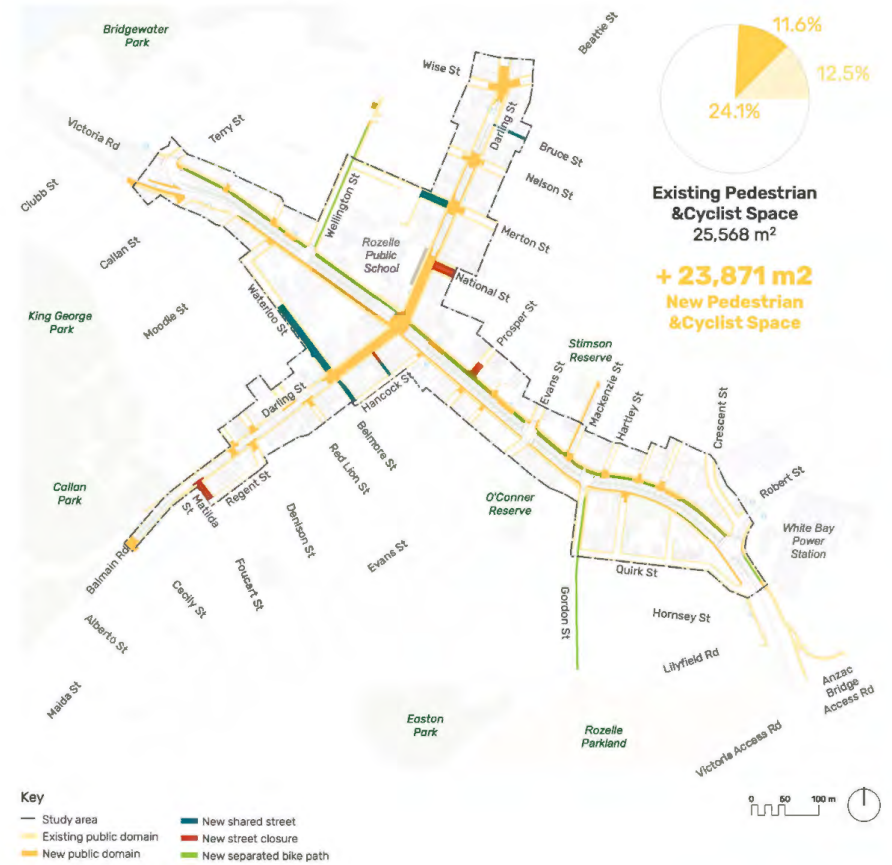 Bridgewater
Park
Beattie St
11.6%
12.5%
24.1%
Wise St
Darling St
Victoria Rd
Terry St
Bruce St
Clubb St
Wellington St
Nelson St
Existing Pedestrian
&Cyclist Space
25,568 m²
Callan St
Rozelle
Public
School
Merton St
+ 23,871 m2
New Pedestrian
&Cyclist Space
National St
King George
Park
Moodie St
Waterloo St
Prosper St
Stimson
Reserve
Evans St
Mackenzie St
Hartley St
Crescent St
Darling St
Hancock St
Belmore St
Red Lion St
Callan
Park
Regent St
Matilda
St
Denison St
O'Conner
Reserve
Robert St
White Bay
Power
Station
Balmain Rd
Evans St
Foucart St
Cecily St
Quirk St
Gordon St
Alberto St
Hornsey St
Lilyfield Rd
Maida St
Anzac
Bridge
Access Rd
Easton
Park
Rozelle
Parkland
Victoria Access Rd
Key
Study area
Existing public domain
New public domain
New shared street
New street closure
New separated bike path
0 50 100 m